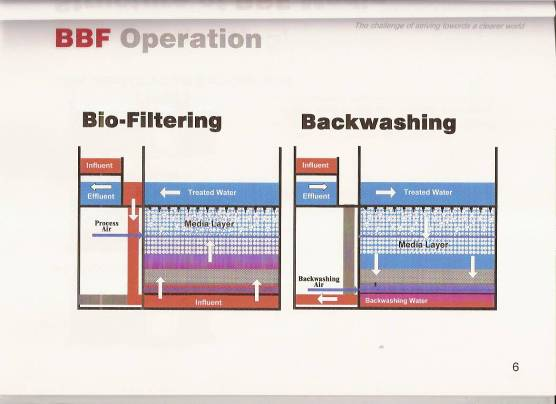 The challenge of striving towards a clearer world
BBF Operation
Bio-Filtering
Influent
Effluent
Treated Water
Process
Air
Media Layer
Influent
Backwashing
Influent
Effluent
Treated Water
Media Layer
Backwashing
Air
Backwashing Water
6